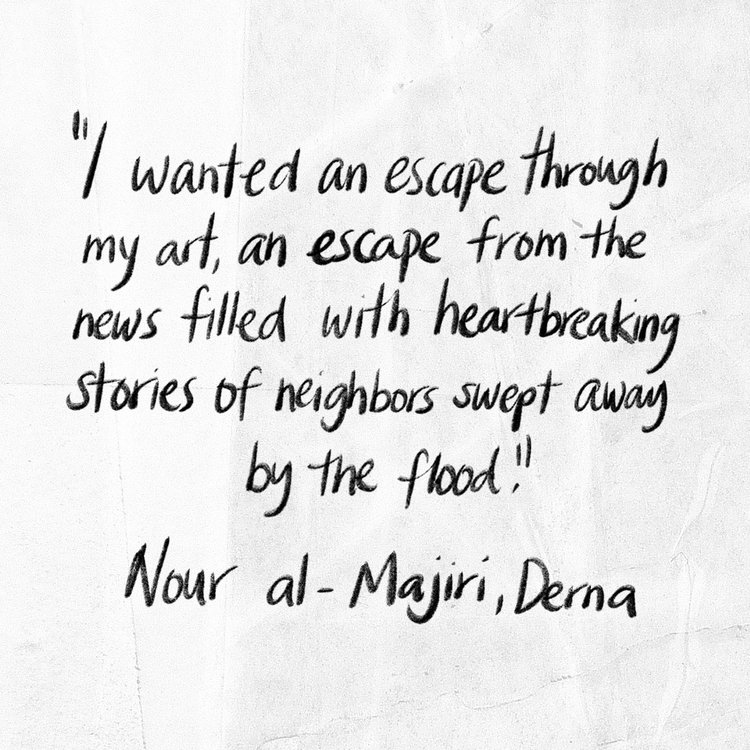 "I wanted an escape through
my art, an escape from the
news filled with heartbreaking
stories of neighbors swept away
by the flood."
Nour al-Majiri, Derna